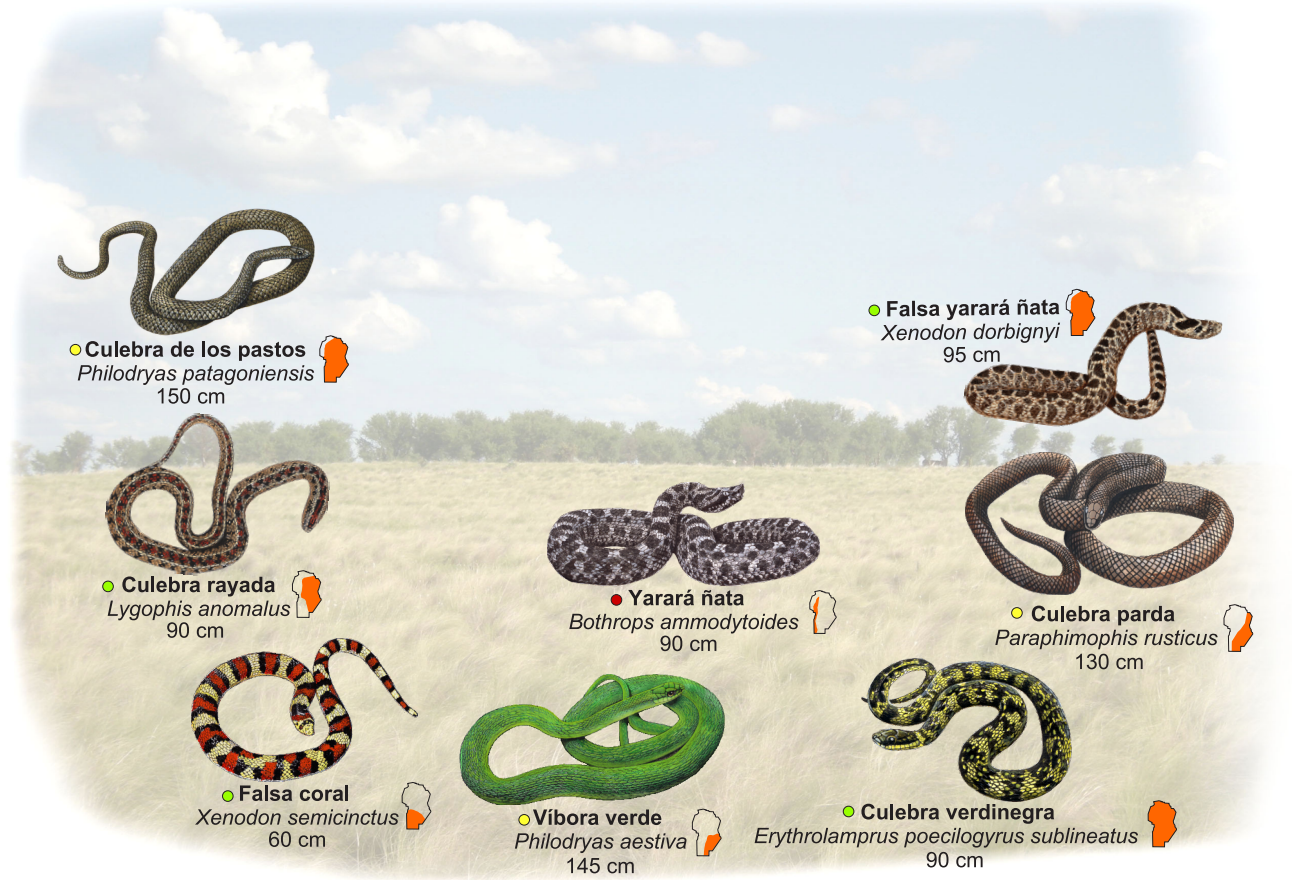 Culebra de los pastos
Philodryas patagoniensis
150 cm
Falsa yarará ñata
Xenodon dorbignyi
95 cm
Culebra rayada
Lygophis anomalus
90 cm
Yarará ñata
Bothrops ammodytoides
90 cm
Culebra parda
Paraphimophis rusticus
130 cm
Falsa coral
Xenodon semicinctus
60 cm
Víbora verde
Philodryas aestiva
145 cm
Culebra verdinegra
Erythrolamprus poecilogyrus sublineatus
90 cm